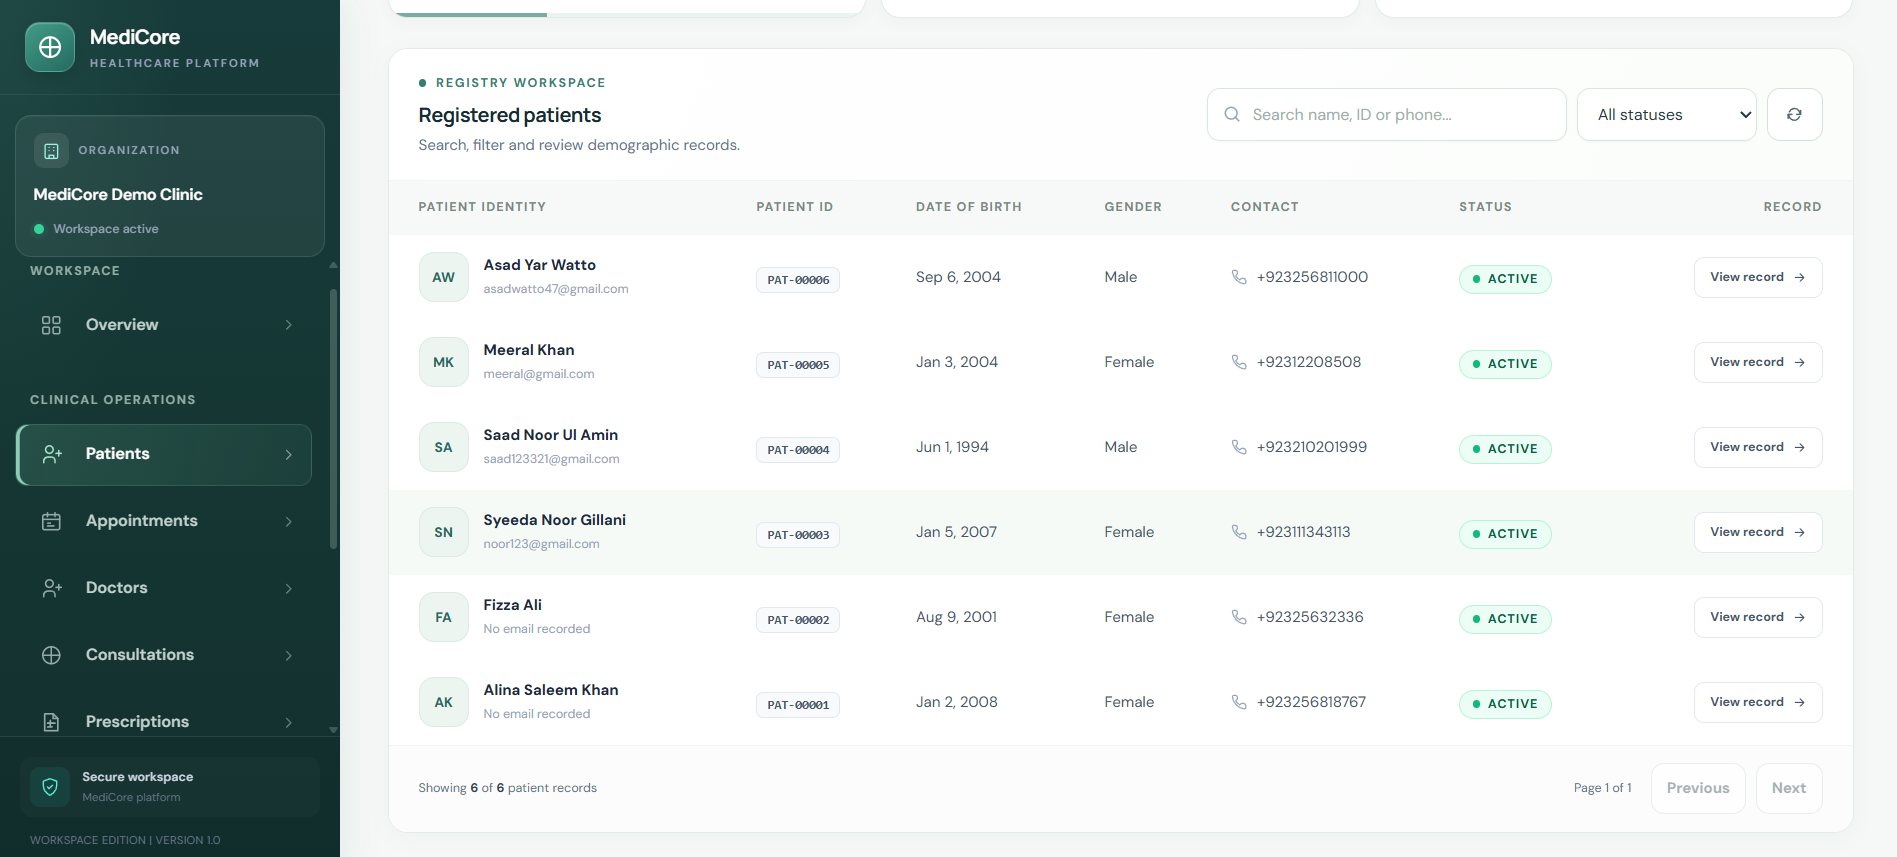 MediCore
HEALTHCARE PLATFORM
ORGANIZATION
MediCore Demo Clinic
Workspace active
WORKSPACE
Overview
CLINICAL OPERATIONS
Patients
Appointments
Doctors
Consultations
Prescriptions
Secure workspace
MediCore platform
WORKSPACE EDITION | VERSION 1.0
REGISTRY WORKSPACE
Registered patients
Search, filter and review demographic records.
Search name, ID or phone...
All statuses
PATIENT IDENTITY PATIENT ID DATE OF BIRTH GENDER CONTACT STATUS RECORD
AW Asad Yar Watto PAT-00006 Sep 6, 2004 Male +923256811000 ACTIVE View record →
asadwatto47@gmail.com
MK Meeral Khan PAT-00005 Jan 3, 2004 Female +92312208508 ACTIVE View record →
meeral@gmail.com
SA Saad Noor Ul Amin PAT-00004 Jun 1, 1994 Male +923210201999 ACTIVE View record →
saad123321@gmail.com
SN Syeeda Noor Gillani PAT-00003 Jan 5, 2007 Female +923111343113 ACTIVE View record →
noor123@gmail.com
FA Fizza Ali PAT-00002 Aug 9, 2001 Female +92325632336 ACTIVE View record →
No email recorded
AK Alina Saleem Khan PAT-00001 Jan 2, 2008 Female +923256818767 ACTIVE View record →
No email recorded
Showing 6 of 6 patient records
Page 1 of 1
Previous
Next